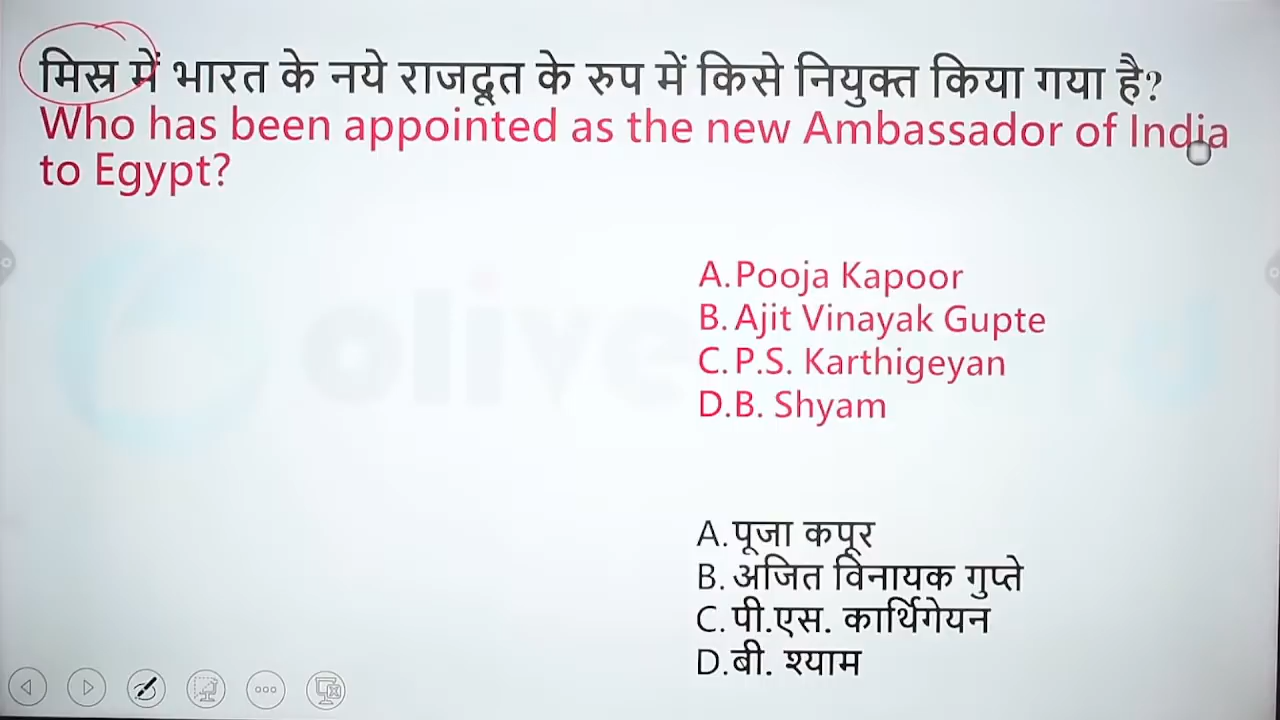 मिस्र में भारत के नये राजदूत के रुप में किसे नियुक्त किया गया है?
Who has been appointed as the new Ambassador of India
to Egypt?
A.Pooja Kapoor
B. Ajit Vinayak Gupte
C.P.S. Karthigeyan
D.B. Shyam
A.पूजा कपूर
B. अजित विनायक गुप्ते
C.पी.एस. कार्थिगेयन
D.बी. श्याम